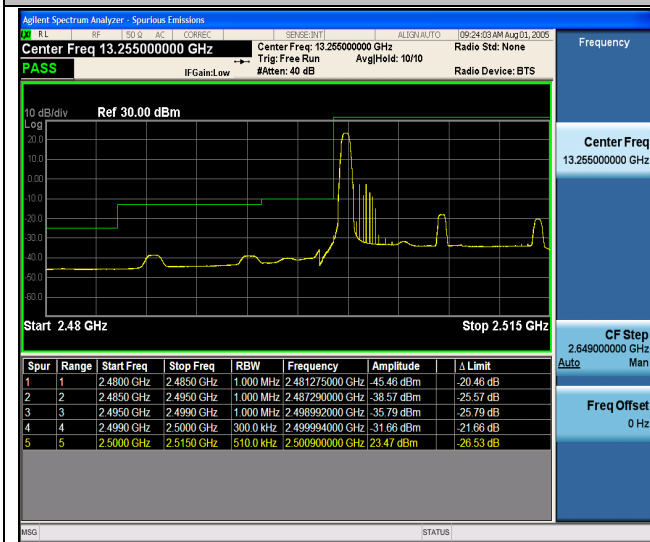 Agilent Spectrum Analyzer - Spurious Emissions
RL RF 50 Ω AC CORREC SENSE:INT ALIGNAUTO 09:24:03 AM Aug 01, 2005
Center Freq 13.255000000 GHz
Center Freq: 13.255000000 GHz
Radio Std: None
Trig: Free Run Avg|Hold: 10/10
PASS
IFGain:Low
#Atten: 40 dB
Radio Device: BTS
10 dB/div Ref 30.00 dBm
Log
20.0
10.0
0.00
-10.0
-20.0
-30.0
-40.0
-50.0
-60.0
Start 2.48 GHz Stop 2.515 GHz
Spur Range Start Freq Stop Freq RBW Frequency Amplitude Δ Limit
1 1 2.4800 GHz 2.4850 GHz 1.000 MHz 2.481275000 GHz -45.46 dBm -20.46 dB
2 2 2.4850 GHz 2.4950 GHz 1.000 MHz 2.487290000 GHz -38.57 dBm -25.57 dB
3 3 2.4950 GHz 2.4990 GHz 1.000 MHz 2.498992000 GHz -35.79 dBm -25.79 dB
4 4 2.4990 GHz 2.5000 GHz 300.0 kHz 2.499994000 GHz -31.66 dBm -21.66 dB
5 5 2.5000 GHz 2.5150 GHz 510.0 kHz 2.500900000 GHz 23.47 dBm -26.53 dB
MSG STATUS
Frequency
Center Freq
13.255000000 GHz
CF Step
2.649000000 GHz
Auto Man
Freq Offset
0 Hz